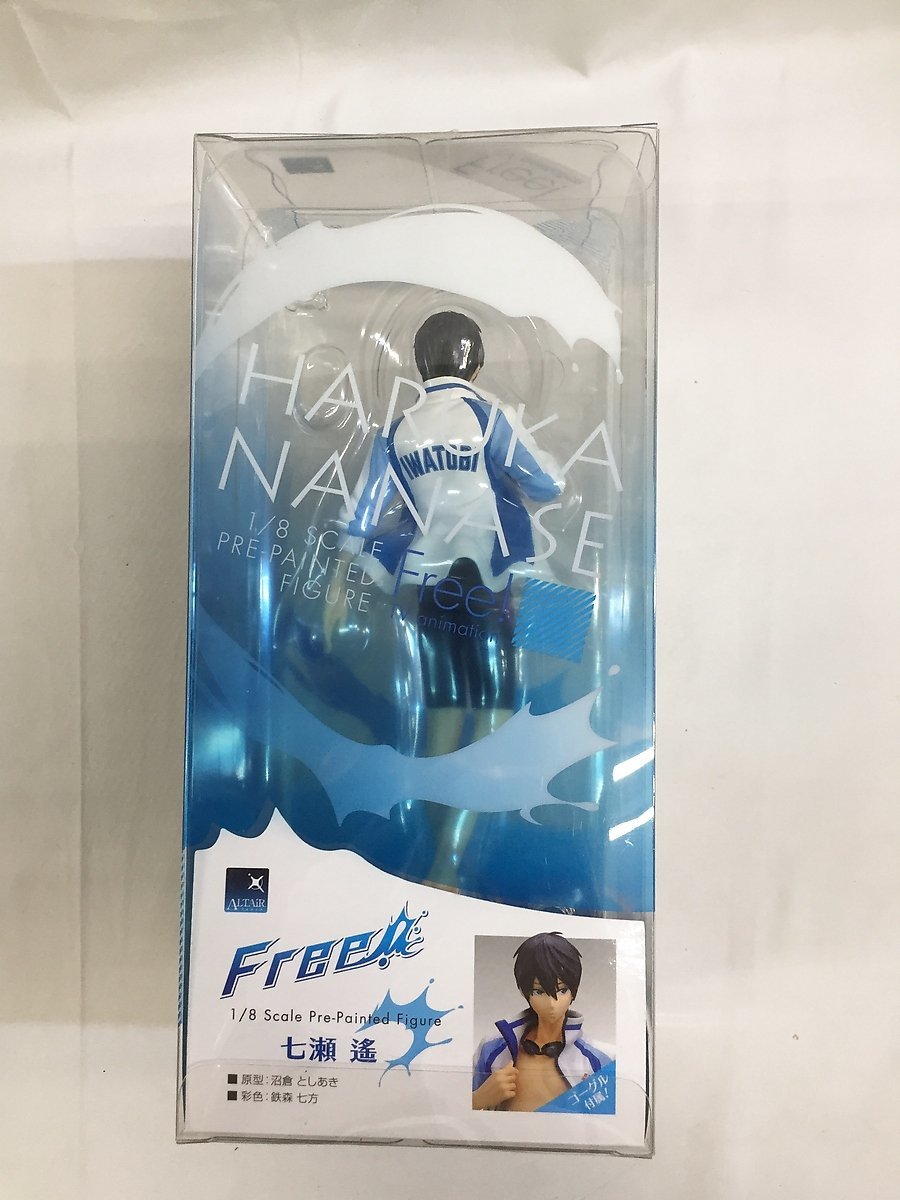 Free!
HARUKA
NANASE
IWATOBI
1/8 SCALE
PRE-PAINTED
FIGURE
Free!
animation
ALTAiR
Free!
1/8 Scale Pre-Painted Figure
七瀬 遙
■ 原型：沼倉 としあき
■ 彩色：鉄森 七方
ゴーグル
付属！